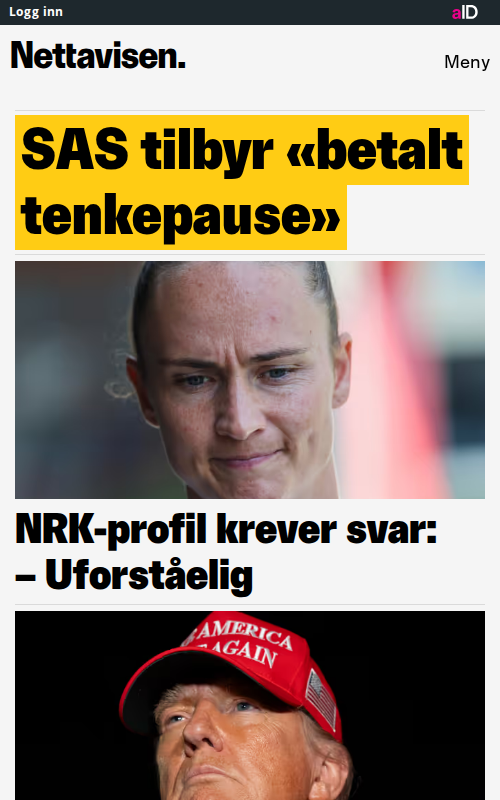 Logg inn
aID
Nettavisen.
Meny
SAS tilbyr «betalt
tenkepause»
NRK-profil krever svar:
– Uforståelig
AMERICA
AGAIN